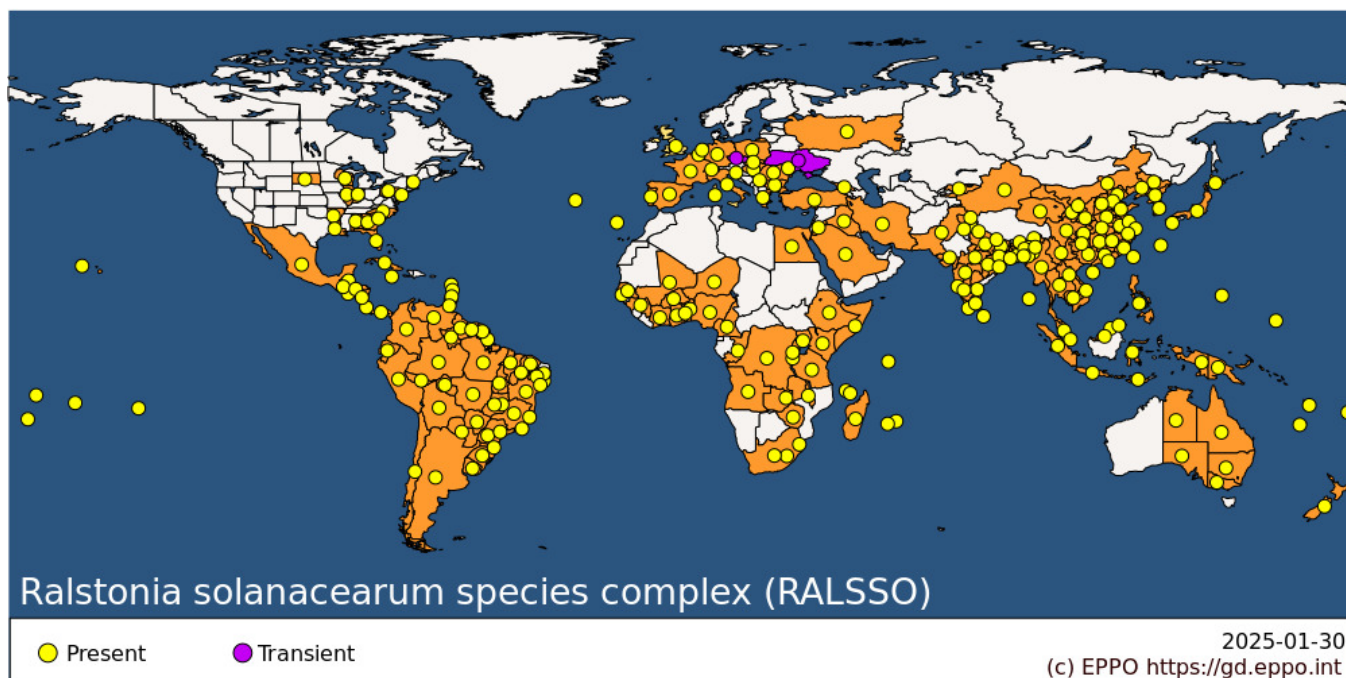 Ralstonia solanacearum species complex (RALSSO)
Present
Transient
2025-01-30
(c) EPPO https://gd.eppo.int